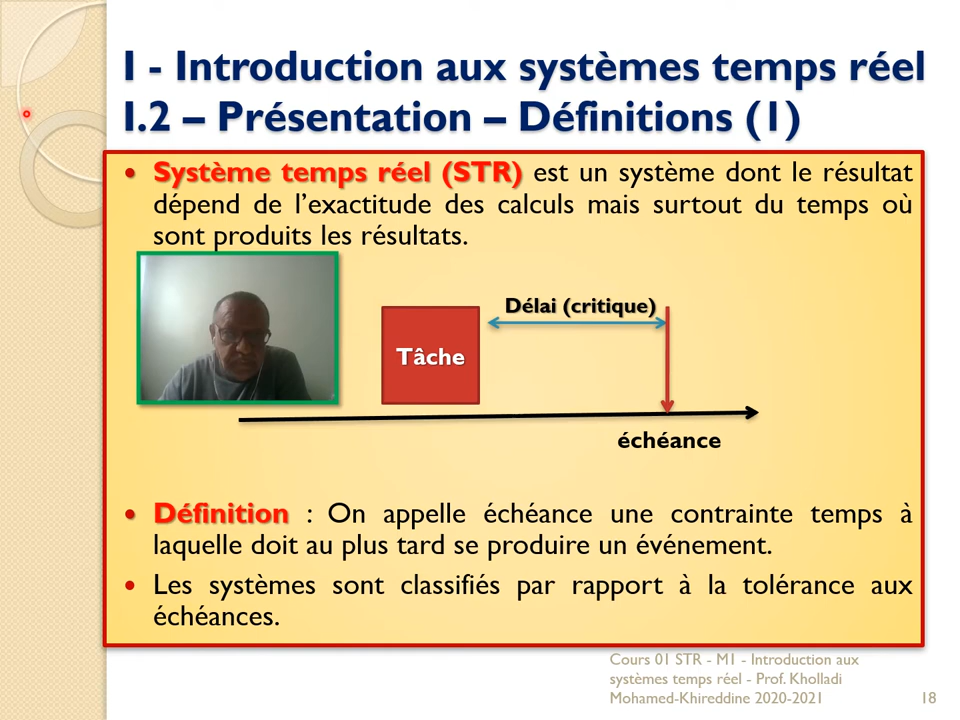 I - Introduction aux systèmes temps réel
I.2 – Présentation – Définitions (1)
• Système temps réel (STR) est un système dont le résultat
dépend de l’exactitude des calculs mais surtout du temps où
sont produits les résultats.
Délai (critique)
Tâche
échéance
• Définition : On appelle échéance une contrainte temps à
laquelle doit au plus tard se produire un événement.
• Les systèmes sont classifiés par rapport à la tolérance aux
échéances.
Cours 01 STR - M1 - Introduction aux
systèmes temps réel - Prof. Kholladi
Mohamed-Khireddine 2020-2021
18